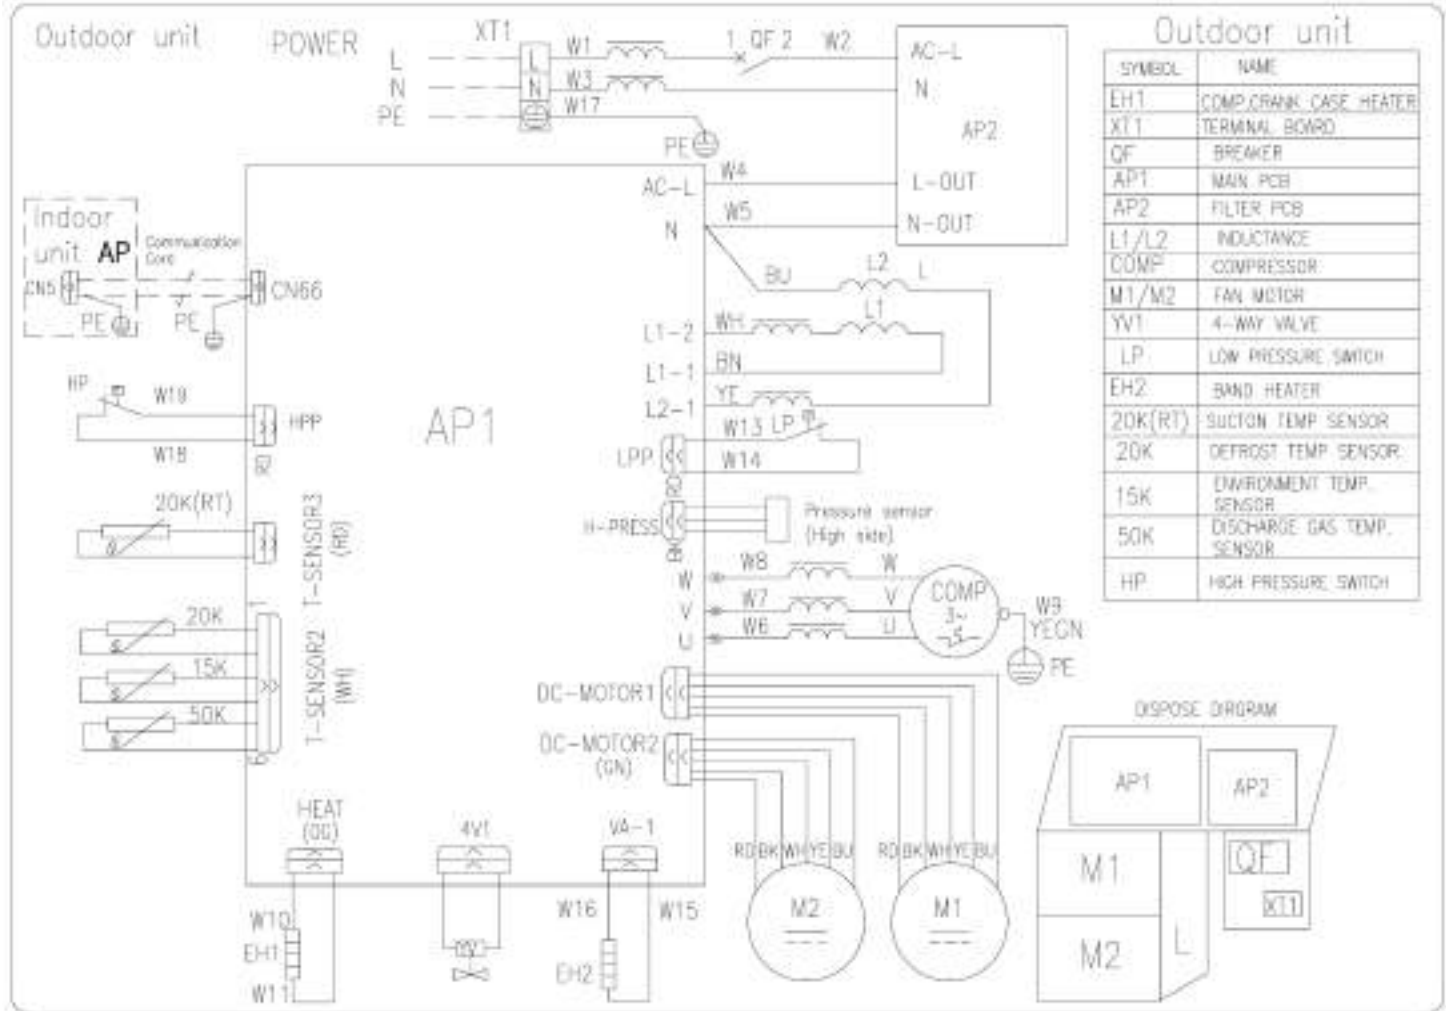 Outdoor unit
POWER
XT1
L
N
PE
L
N
W1
W3
W17
1 QF 2
W2
AC-L
N
AP2
L-OUT
N-OUT
PE
W4
W5
AC-L
N
Indoor
unit AP
Communication
Cord
CN5
CN66
PE
PE
BU
L2
L
L1-2
WH
L1
L1-1
BN
L2-1
YE
AP1
HP
W19
HPP
W18
W13
LP
LPP
W14
RD
20K(RT)
T-SENSOR3
(RD)
H-PRESS
Pressure sensor
(High side)
W
W8
W
V
W7
V
U
W6
U
COMP
3~
W9
YEGN
PE
20K
15K
50K
T-SENSOR2
(WH)
DC-MOTOR1
DC-MOTOR2
(GN)
HEAT
(OG)
4V1
VA-1
RD BK WH YE BU
RD BK WH YE BU
M2
M1
W10
EH1
W11
W16
W15
EH2
Outdoor unit
SYMBOL NAME
EH1 COMP.CRANK CASE HEATER
XT1 TERMINAL BOARD
QF BREAKER
AP1 MAIN PCB
AP2 FILTER PCB
L1/L2 INDUCTANCE
COMP COMPRESSOR
M1/M2 FAN MOTOR
YV1 4-WAY VALVE
LP LOW PRESSURE SWITCH
EH2 BAND HEATER
20K(RT) SUCTON TEMP SENSOR
20K DEFROST TEMP SENSOR
15K ENVIRONMENT TEMP.
SENSOR
50K DISCHARGE GAS TEMP.
SENSOR
HP HIGH PRESSURE SWITCH
DISPOSE DIRGRAM
AP1
AP2
M1
QF
XT1
M2
L